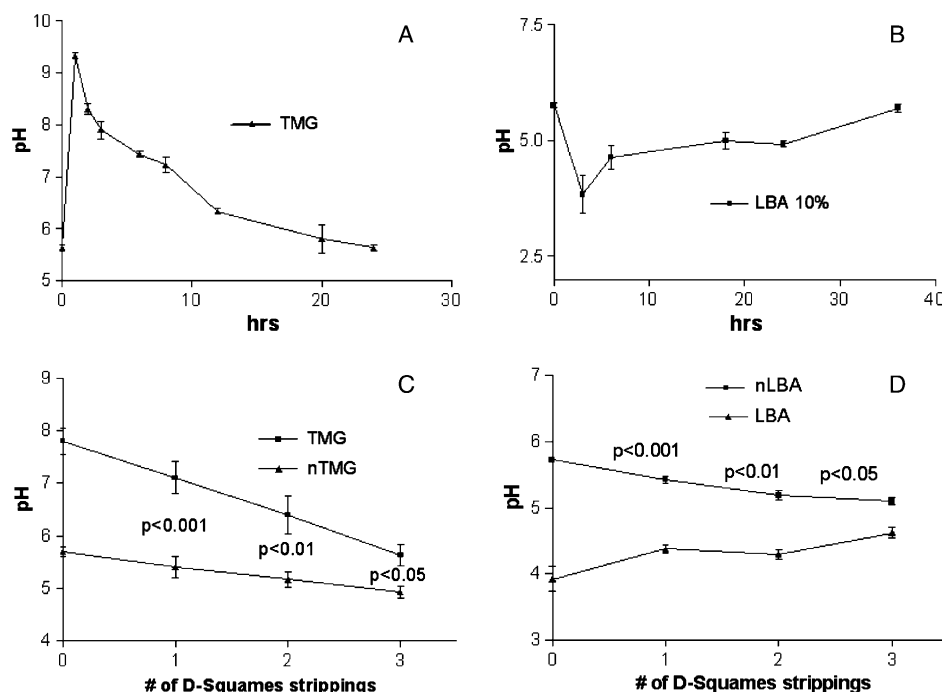 A
10
9
8
7
6
5
pH
TMG
0
10
20
30
hrs
B
7.5
5.0
2.5
pH
LBA 10%
0
10
20
30
40
hrs
C
9
8
7
6
5
4
pH
TMG
nTMG
p<0.001
p<0.01
p<0.05
0
1
2
3
# of D-Squames strippings
D
7
6
5
4
3
pH
nLBA
LBA
p<0.001
p<0.01
p<0.05
0
1
2
3
# of D-Squames strippings